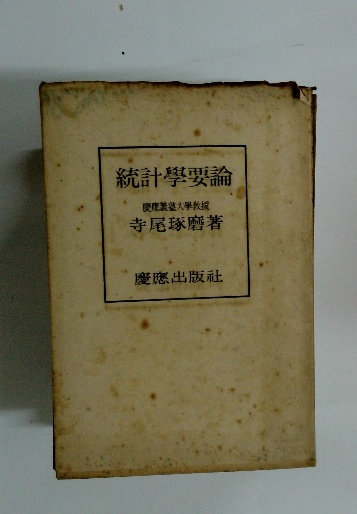 統計學要論
慶應義塾大學教授
寺尾琢磨著
慶應出版社